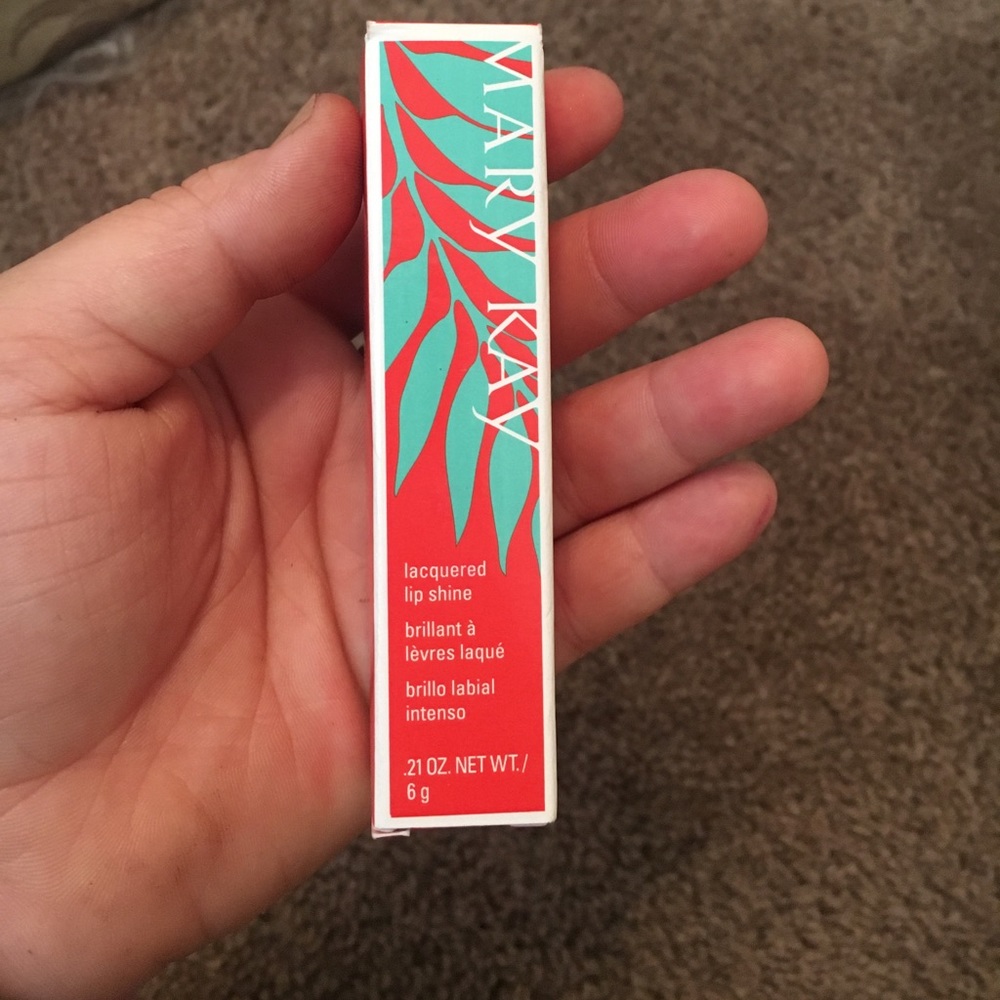 MARY KAY
lacquered
lip shine
brillant à
lèvres laqué
brillo labial
intenso
.21 OZ. NET WT. /
6 g